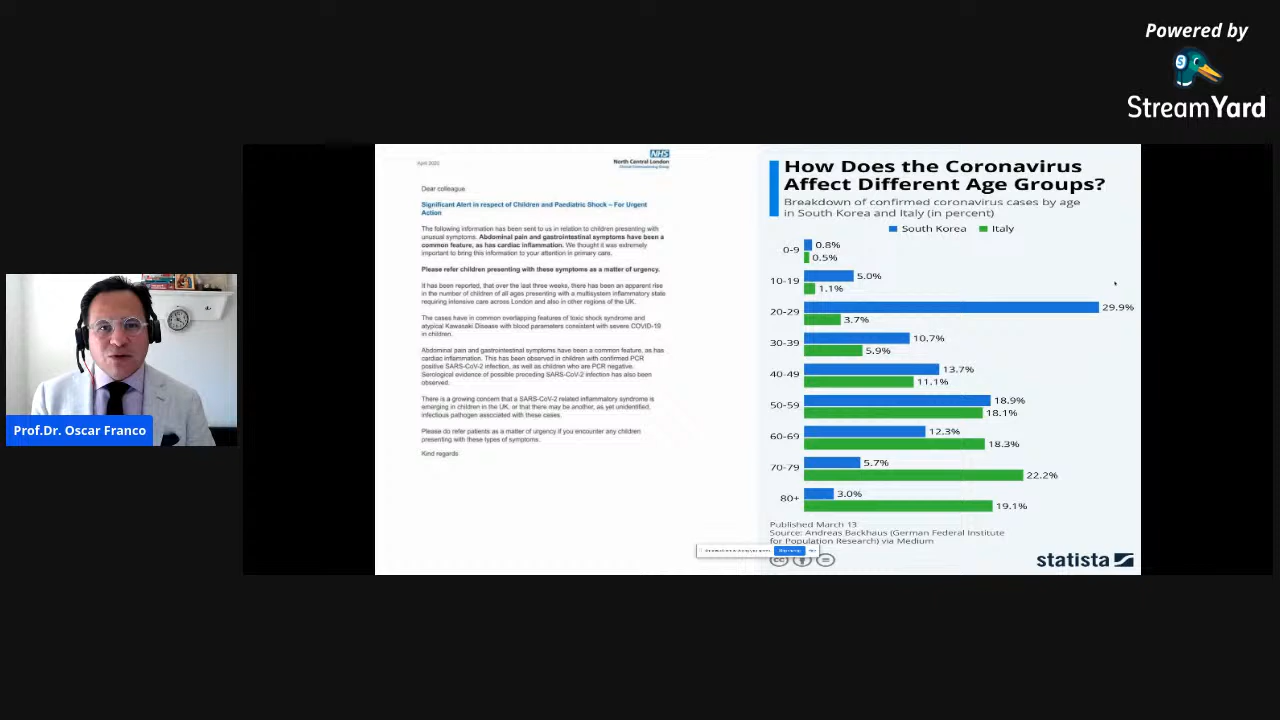 Powered by
StreamYard
Prof.Dr. Oscar Franco
April 2020
NHS
North Central London
Clinical Commissioning Group
Dear colleague
Significant Alert in respect of Children and Paediatric Shock – For Urgent
Action
The following information has been sent to us in relation to children presenting with
unusual symptoms. Abdominal pain and gastrointestinal symptoms have been a
common feature, as has cardiac inflammation. We thought it was extremely
important to bring this information to your attention in primary care.
Please refer children presenting with these symptoms as a matter of urgency.
It has been reported, that over the last three weeks, there has been an apparent rise
in the number of children of all ages presenting with a multisystem inflammatory state
requiring intensive care across London and also in other regions of the UK.
The cases have in common overlapping features of toxic shock syndrome and
atypical Kawasaki Disease with blood parameters consistent with severe COVID-19
in children.
Abdominal pain and gastrointestinal symptoms have been a common feature, as has
cardiac inflammation. This has been observed in children with confirmed PCR
positive SARS-CoV-2 infection, as well as children who are PCR negative.
Serological evidence of possible preceding SARS-CoV-2 infection has also been
observed.
There is a growing concern that a SARS-CoV-2 related inflammatory syndrome is
emerging in children in the UK, or that there may be another, as yet unidentified,
infectious pathogen associated with these cases.
Please do refer patients as a matter of urgency if you encounter any children
presenting with these types of symptoms.
Kind regards
How Does the Coronavirus
Affect Different Age Groups?
Breakdown of confirmed coronavirus cases by age
in South Korea and Italy (in percent)
South Korea Italy
0-9 0.8%
0.5%
10-19 5.0%
1.1%
20-29 29.9%
3.7%
30-39 10.7%
5.9%
40-49 13.7%
11.1%
50-59 18.9%
18.1%
60-69 12.3%
18.3%
70-79 5.7%
22.2%
80+ 3.0%
19.1%
Published March 13
Source: Andreas Backhaus (German Federal Institute
for Population Research) via Medium
cc
statista